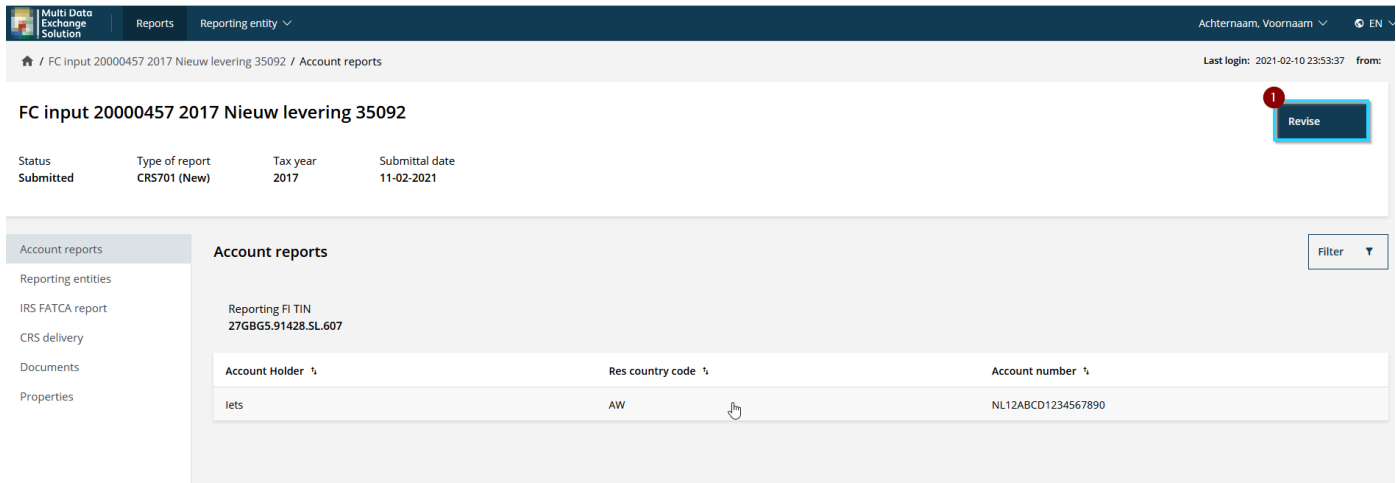 Multi Data
Exchange
Solution
Reports
Reporting entity
Achternaam, Voornaam
EN
/ FC input 20000457 2017 Nieuw levering 35092 / Account reports
Last login: 2021-02-10 23:53:37 from:
FC input 20000457 2017 Nieuw levering 35092
1
Revise
Status
Type of report
Tax year
Submittal date
Submitted
CRS701 (New)
2017
11-02-2021
Account reports
Reporting entities
IRS FATCA report
CRS delivery
Documents
Properties
Account reports
Filter
Reporting FI TIN
27GBG5.91428.SL.607
Account Holder
Res country code
Account number
Iets
AW
NL12ABCD1234567890